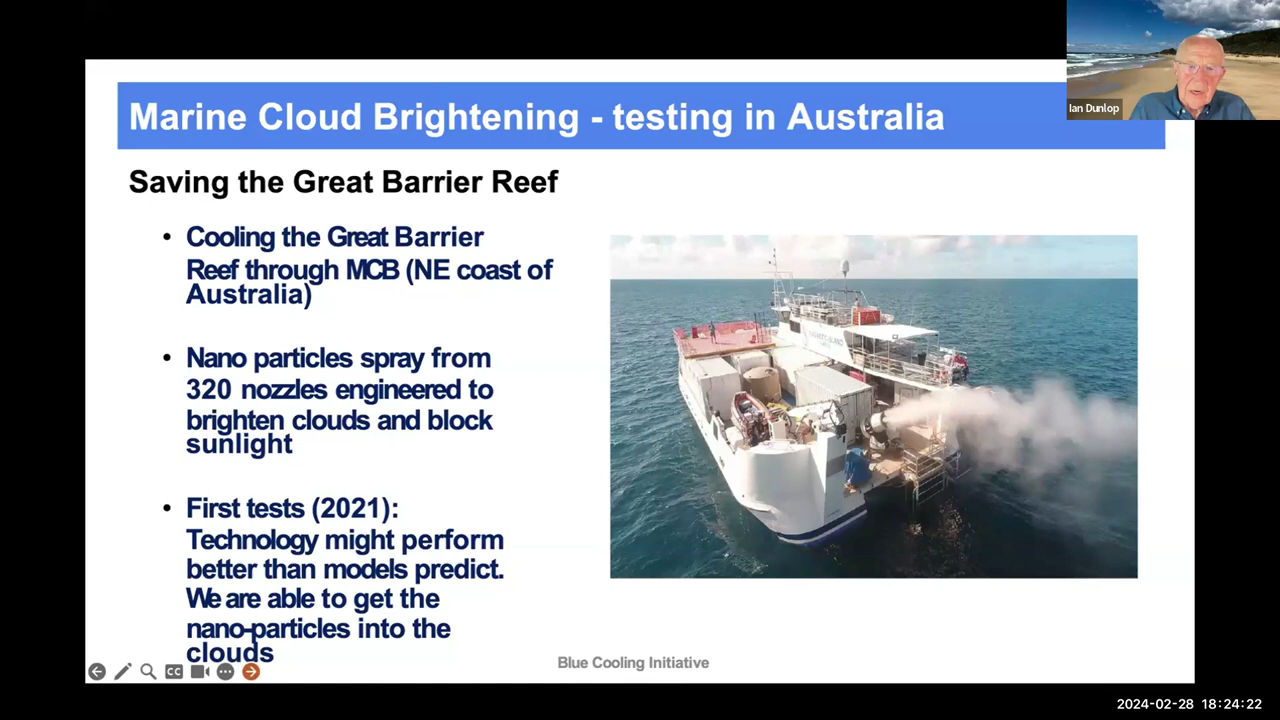 Marine Cloud Brightening - testing in Australia
Ian Dunlop
Saving the Great Barrier Reef
• Cooling the Great Barrier
Reef through MCB (NE coast of
Australia)
• Nano particles spray from
320 nozzles engineered to
brighten clouds and block
sunlight
• First tests (2021):
Technology might perform
better than models predict.
We are able to get the
nano-particles into the
clouds
CC
Blue Cooling Initiative
2024-02-28 18:24:22